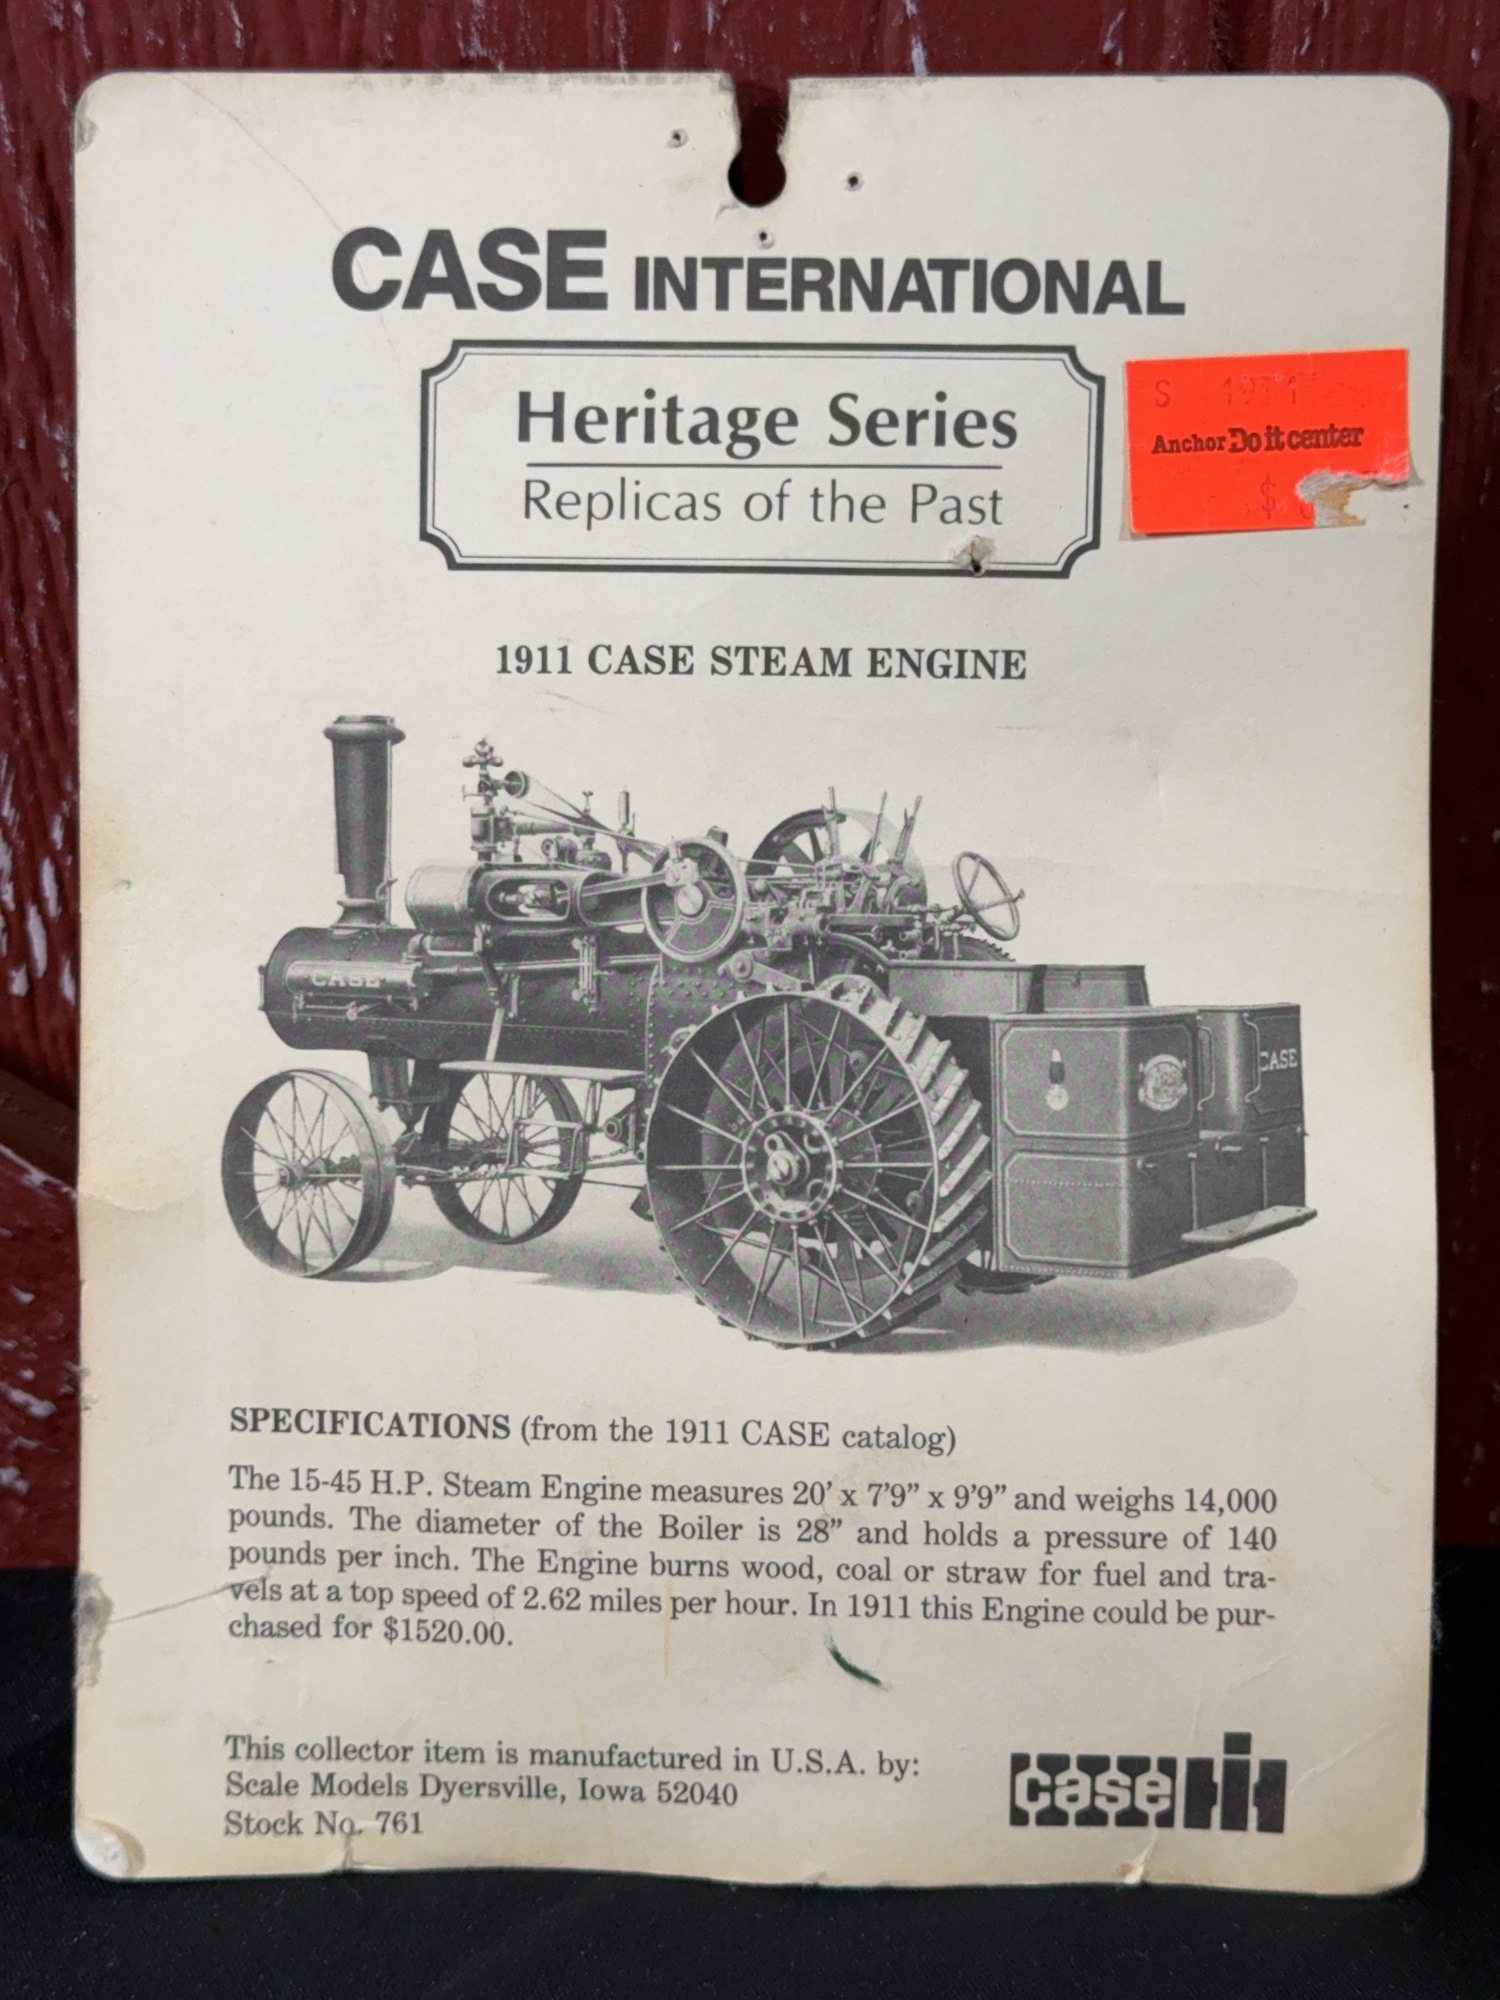 CASE INTERNATIONAL
Heritage Series
Replicas of the Past
S 1911
Anchor Do it center
$
1911 CASE STEAM ENGINE
CASE
CASE
SPECIFICATIONS (from the 1911 CASE catalog)
The 15-45 H.P. Steam Engine measures 20' x 7'9” x 9'9” and weighs 14,000
pounds. The diameter of the Boiler is 28” and holds a pressure of 140
pounds per inch. The Engine burns wood, coal or straw for fuel and tra-
vels at a top speed of 2.62 miles per hour. In 1911 this Engine could be pur-
chased for $1520.00.
This collector item is manufactured in U.S.A. by:
Scale Models Dyersville, Iowa 52040
Stock No. 761
case IH